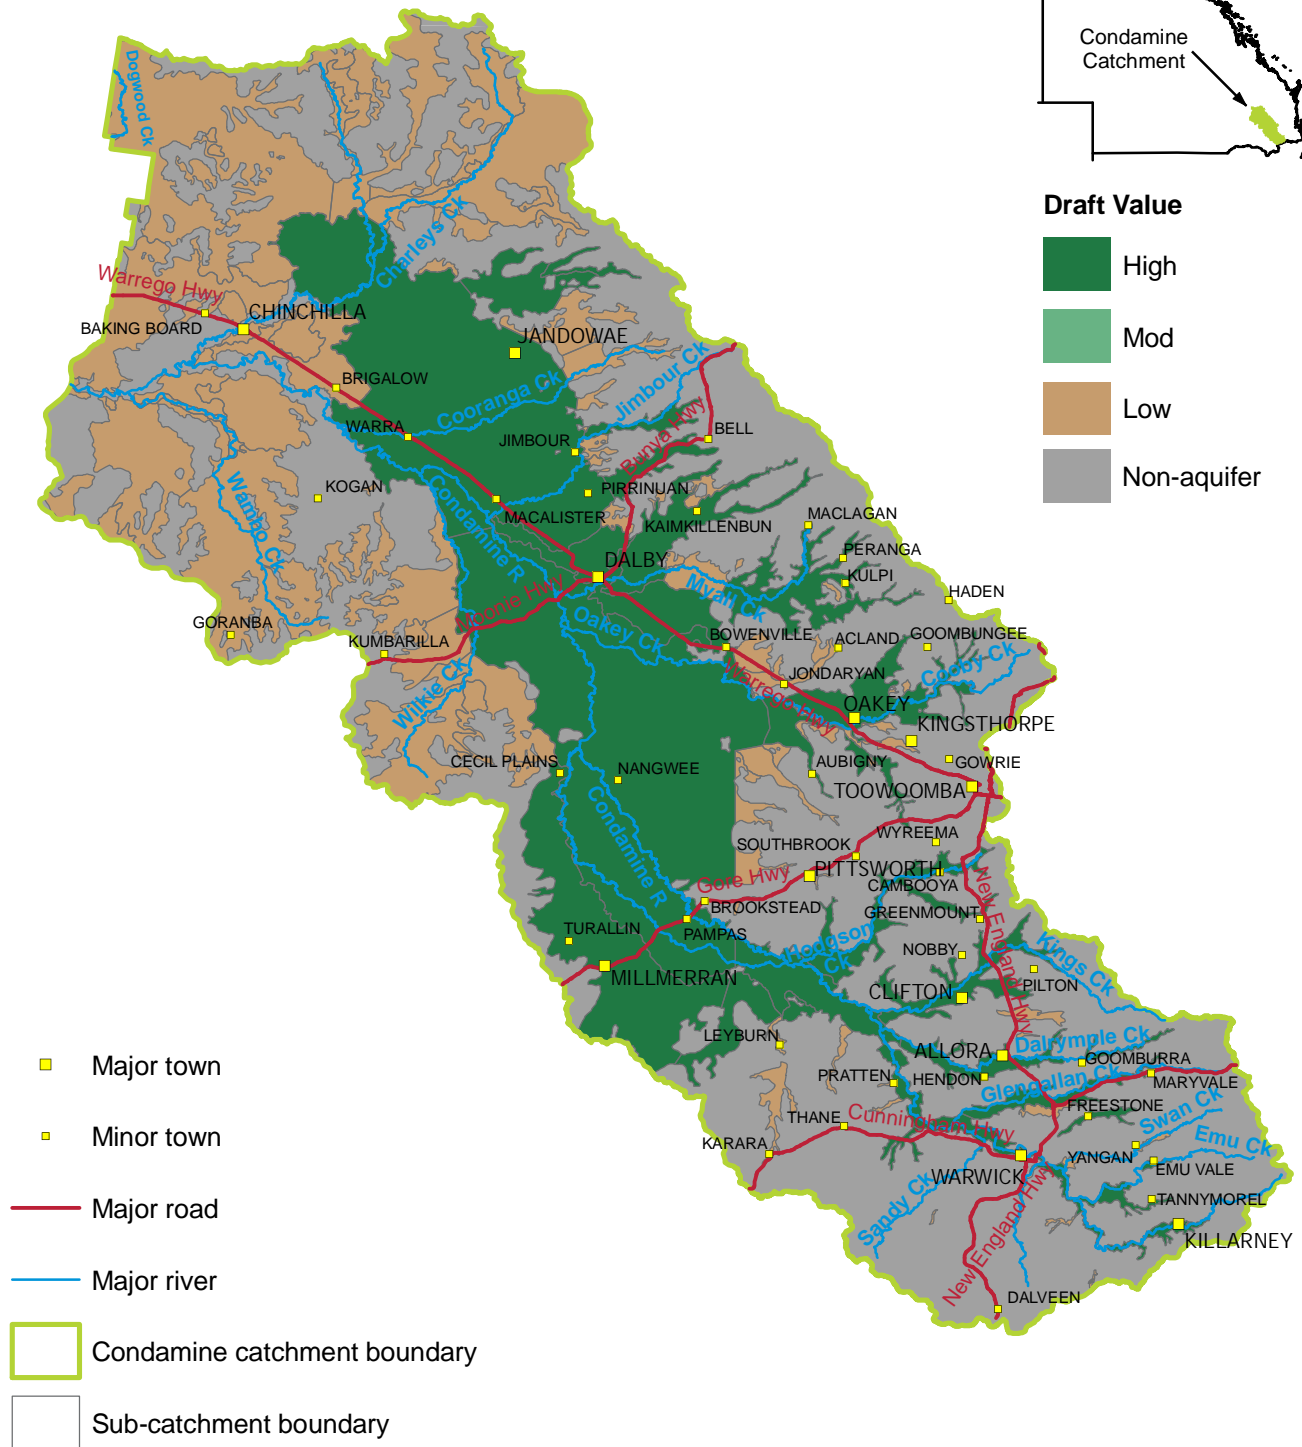 Condamine
Catchment
Draft Value
High
Mod
Low
Non-aquifer
Dogwood Ck
Charleys Ck
Warrego Hwy
CHINCHILLA
BAKING BOARD
JANDOWAE
BRIGALOW
Cooranga Ck
Jimbour Ck
WARRA
JIMBOUR
Bunya Hwy
BELL
KOGAN
PIRRINUAN
Wambo Ck
Condamine R
MACALISTER
KAIMKILLENBUN
MACLAGAN
PERANGA
DALBY
KULPI
Myall Ck
HADEN
Moonie Hwy
GORANBA
KUMBARILLA
Oakey Ck
BOWENVILLE
ACLAND
GOOMBUNGEE
Cooby Ck
JONDARYAN
Warrego Hwy
Wilkie Ck
OAKEY
KINGSTHORPE
CECIL PLAINS
NANGWEE
AUBIGNY
GOWRIE
TOOWOOMBA
Condamine R
WYREEMA
SOUTHBROOK
PITTSWORTH
Gore Hwy
CAMBOOYA
New England Hwy
BROOKSTEAD
GREENMOUNT
TURALLIN
PAMPAS
Hodgson
Ck
NOBBY
Kings Ck
MILLMERRAN
PILTON
CLIFTON
LEYBURN
ALLORA
Dalrymple Ck
GOOMBURRA
PRATTEN
HENDON
Glengallan Ck
MARYVALE
FREESTONE
THANE
Cunningham Hwy
Swan Ck
KARARA
Emu Ck
YANGAN
WARWICK
EMU VALE
Sandy Ck
TANNYMOREL
New England Hwy
KILLARNEY
DALVEEN
Major town
Minor town
Major road
Major river
Condamine catchment boundary
Sub-catchment boundary